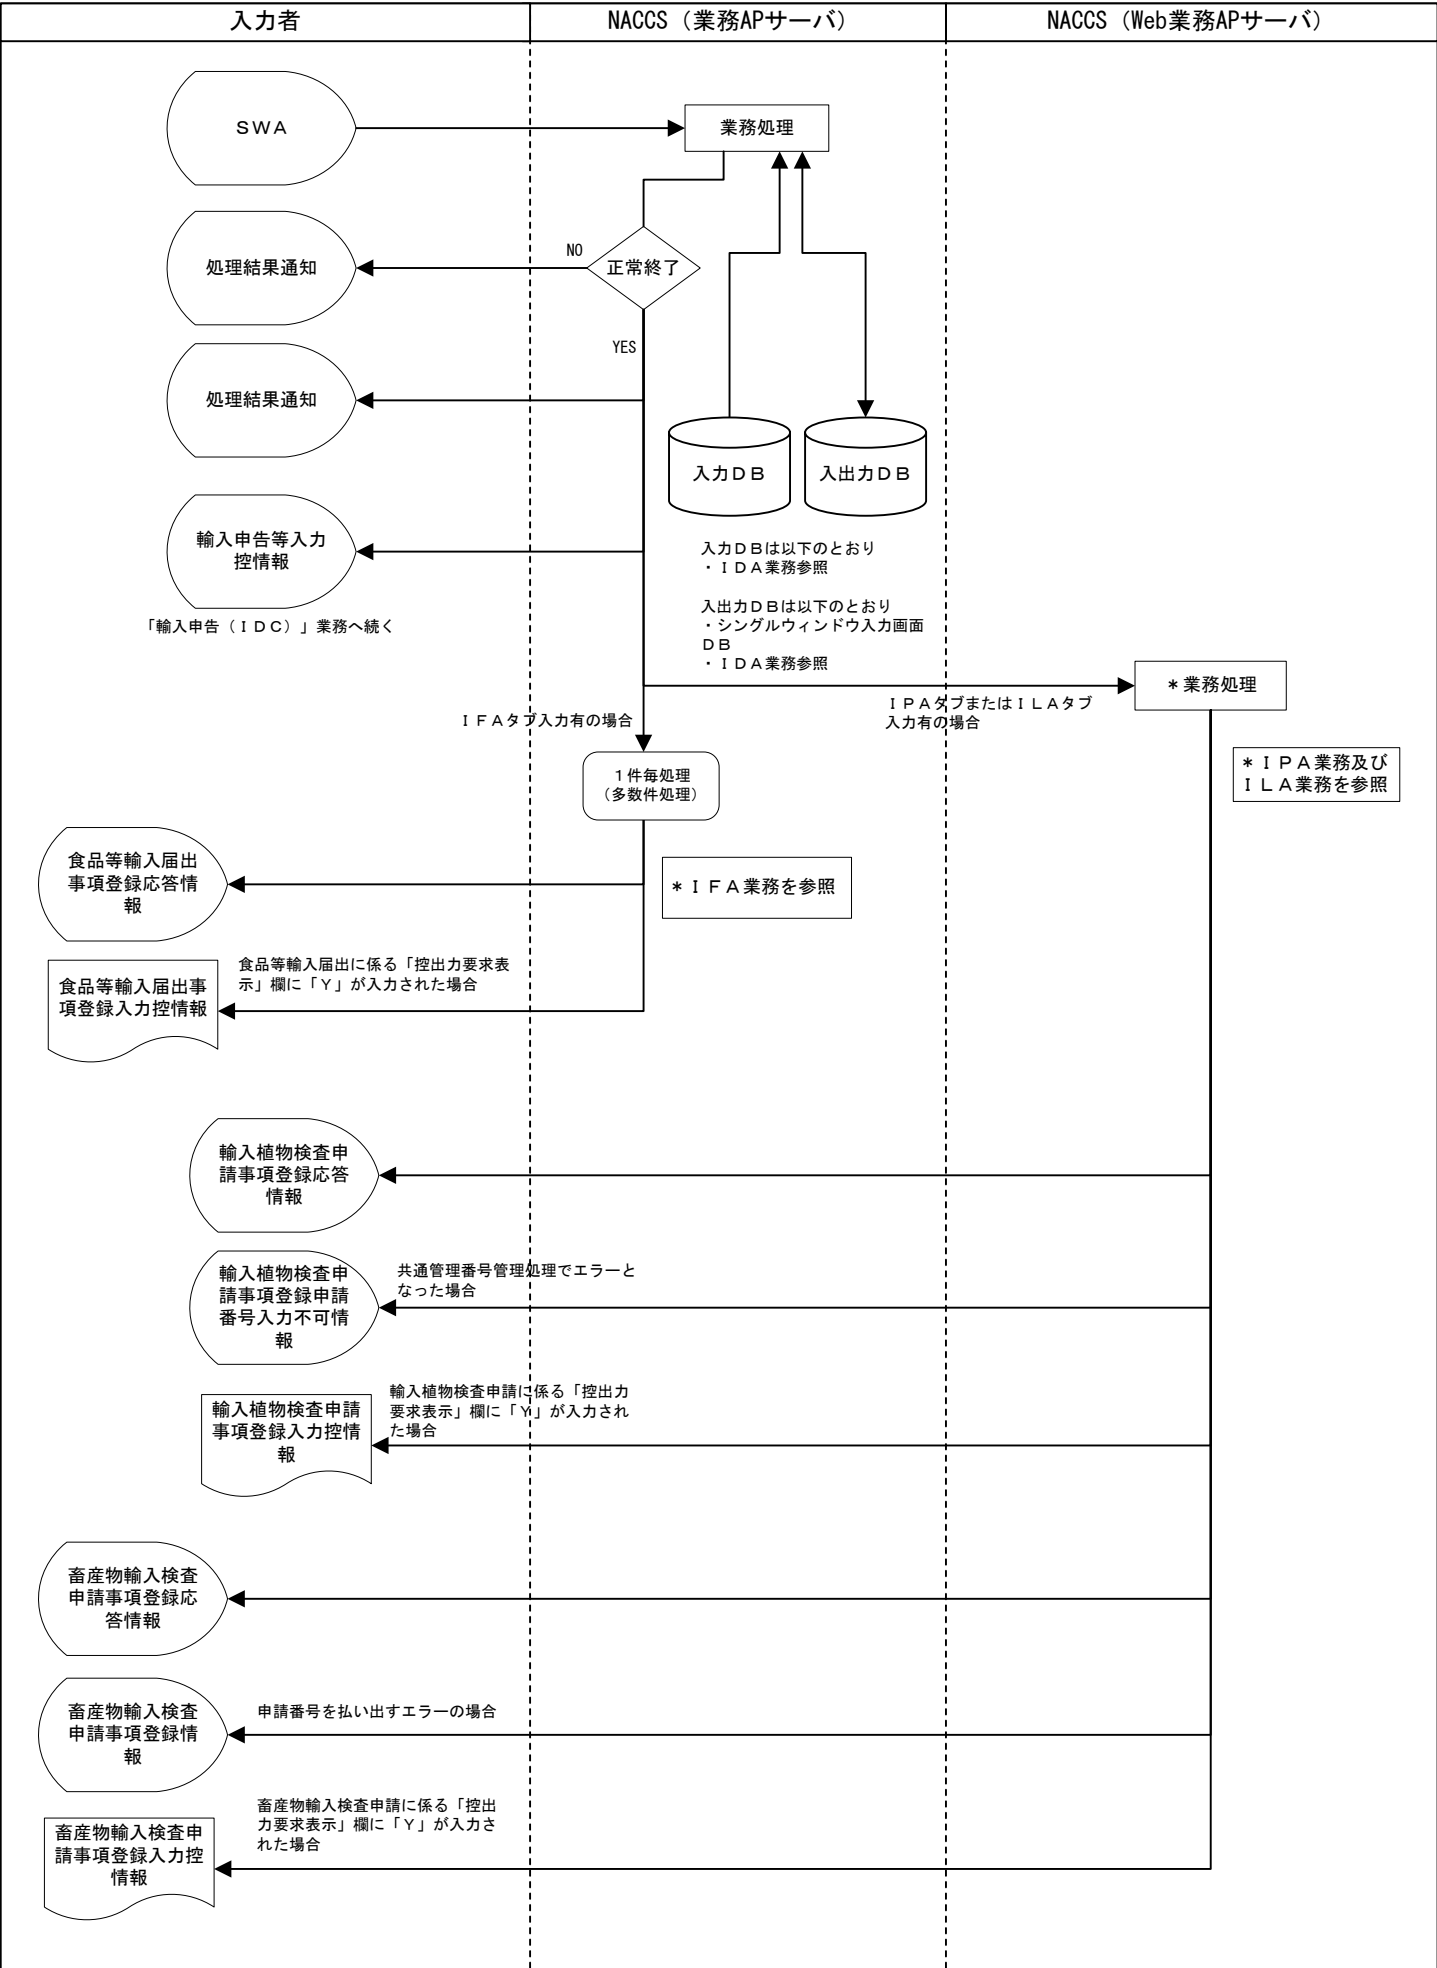 入力者
NACCS（業務APサーバ）
NACCS（Web業務APサーバ）
ＳＷＡ
業務処理
処理結果通知
NO
正常終了
YES
処理結果通知
入力ＤＢ
入出力ＤＢ
輸入申告等入力
控情報
「輸入申告（ＩＤＣ）」業務へ続く
入力ＤＢは以下のとおり
・ＩＤＡ業務参照
入出力ＤＢは以下のとおり
・シングルウィンドウ入力画面
ＤＢ
・ＩＤＡ業務参照
＊業務処理
ＩＦＡタブ入力有の場合
ＩＰＡタブまたはＩＬＡタブ
入力有の場合
１件毎処理
（多数件処理）
＊ＩＰＡ業務及び
ＩＬＡ業務を参照
食品等輸入届出
事項登録応答情
報
＊ＩＦＡ業務を参照
食品等輸入届出事
項登録入力控情報
食品等輸入届出に係る「控出力要求表
示」欄に「Ｙ」が入力された場合
輸入植物検査申
請事項登録応答
情報
輸入植物検査申
請事項登録申請
番号入力不可情
報
共通管理番号管理処理でエラーと
なった場合
輸入植物検査申請
事項登録入力控情
報
輸入植物検査申請に係る「控出力
要求表示」欄に「Ｙ」が入力され
た場合
畜産物輸入検査
申請事項登録応
答情報
畜産物輸入検査
申請事項登録情
報
申請番号を払い出すエラーの場合
畜産物輸入検査申
請事項登録入力控
情報
畜産物輸入検査申請に係る「控出
力要求表示」欄に「Ｙ」が入力さ
れた場合